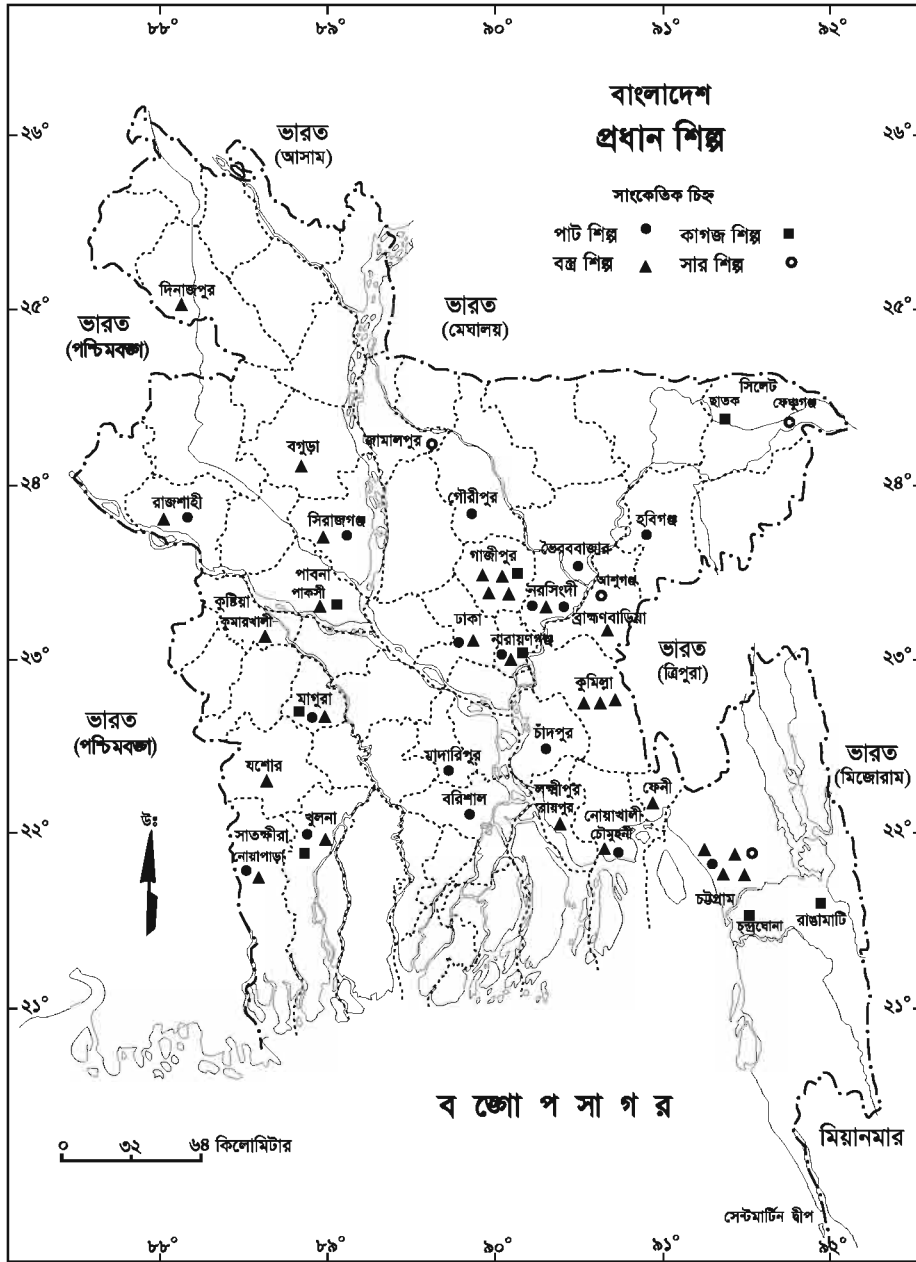 ৮৮° ৮৯° ৯০° ৯১° ৯২°
বাংলাদেশ
প্রধান শিল্প
সাংকেতিক চিহ্ন
পাট শিল্প
কাগজ শিল্প
বস্ত্র শিল্প
সার শিল্প
২৬°
২৬°
ভারত
(আসাম)
দিনাজপুর
২৫°
২৫°
ভারত
(পশ্চিমবঙ্গ)
ভারত
(মেঘালয়)
সিলেট
ছাতক
ফেঞ্চুগঞ্জ
জামালপুর
বগুড়া
২৪°
২৪°
রাজশাহী
সিরাজগঞ্জ
গৌরীপুর
হবিগঞ্জ
গাজীপুর
ভৈরববাজার
পাবনা
পাকসী
নরসিংদী
আশুগঞ্জ
কুষ্টিয়া
কুমারখালী
ঢাকা
নারায়ণগঞ্জ
ব্রাহ্মণবাড়িয়া
২৩°
২৩°
ভারত
(ত্রিপুরা)
কুমিল্লা
মাগুরা
ভারত
(পশ্চিমবঙ্গ)
চাঁদপুর
মাদারিপুর
ভারত
(মিজোরাম)
যশোর
বরিশাল
লক্ষ্মীপুর
রায়পুর
ফেনী
নোয়াখালী
চৌমুহনী
উঃ
২২°
২২°
খুলনা
সাতক্ষীরা
নোয়াপাড়া
চট্টগ্রাম
চন্দ্রঘোনা
রাঙামাটি
২১°
২১°
ব ঙ্গো প সা গ র
মিয়ানমার
০ ৩২ ৬৪ কিলোমিটার
সেন্টমার্টিন দ্বীপ
৮৮° ৮৯° ৯০° ৯১° ৯২°